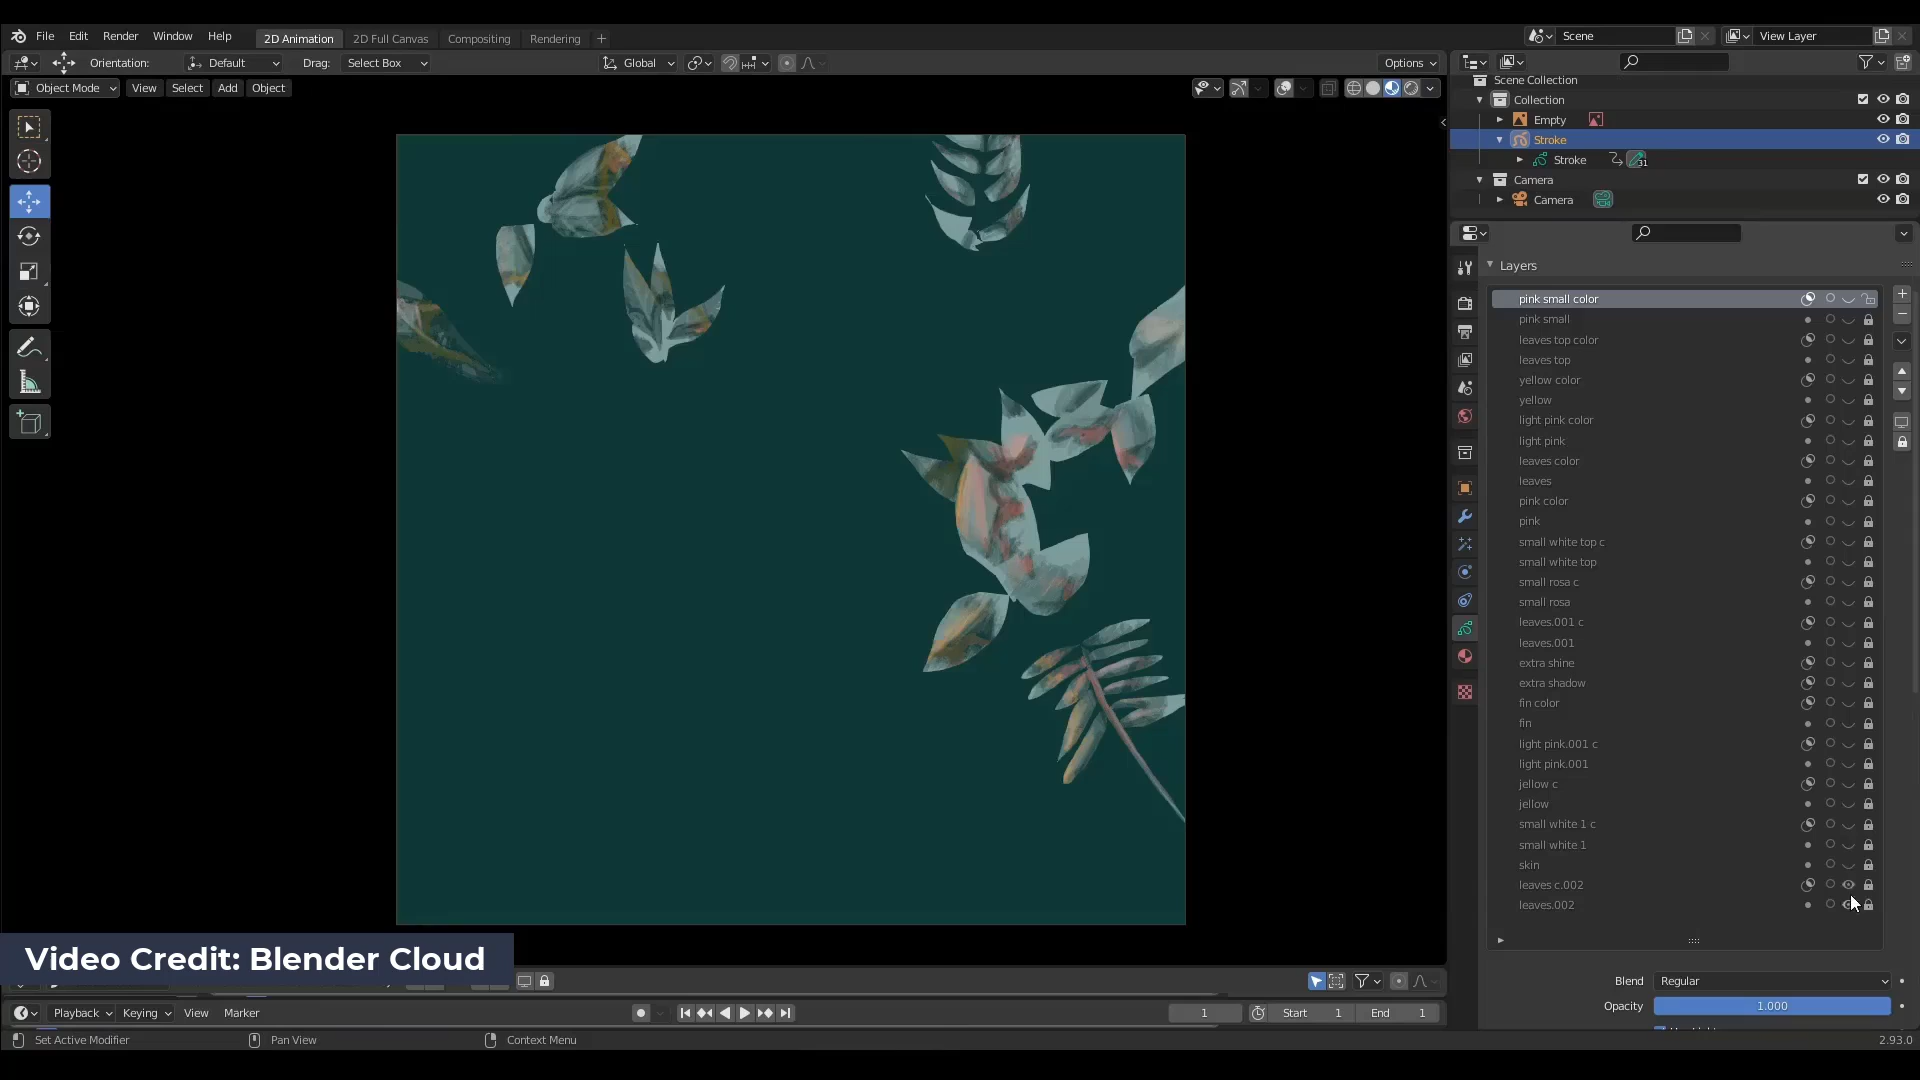 File Edit Render Window Help
2D Animation 2D Full Canvas Compositing Rendering +
Scene
View Layer
Orientation: Default Drag: Select Box
Global
Options
Object Mode View Select Add Object
Scene Collection
Collection
Empty
Stroke
Stroke 31
Camera
Camera
Layers
pink small color
pink small
leaves top color
leaves top
yellow color
yellow
light pink color
light pink
leaves color
leaves
pink color
pink
small white top c
small white top
small rosa c
small rosa
leaves.001 c
leaves.001
extra shine
extra shadow
fin color
fin
light pink.001 c
light pink.001
jellow c
jellow
small white 1 c
small white 1
skin
leaves c.002
leaves.002
Blend Regular
Opacity 1.000
Video Credit: Blender Cloud
Playback Keying View Marker
1 Start 1 End 1
Set Active Modifier Pan View Context Menu
2.93.0